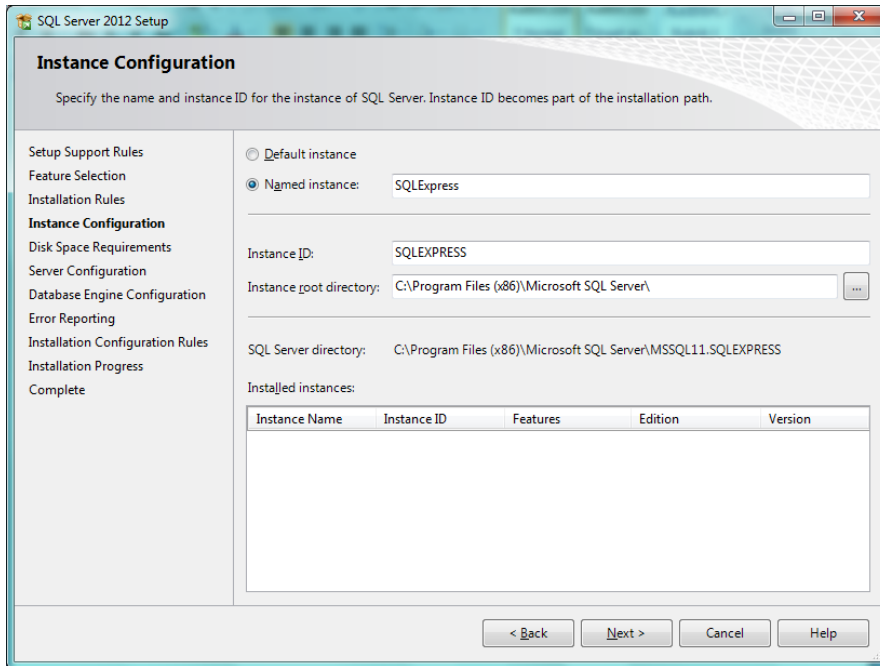 SQL Server 2012 Setup
Instance Configuration
Specify the name and instance ID for the instance of SQL Server. Instance ID becomes part of the installation path.
Setup Support Rules
Feature Selection
Installation Rules
Instance Configuration
Disk Space Requirements
Server Configuration
Database Engine Configuration
Error Reporting
Installation Configuration Rules
Installation Progress
Complete
Default instance
Named instance: SQLExpress
Instance ID: SQLEXPRESS
Instance root directory: C:\Program Files (x86)\Microsoft SQL Server\ ...
SQL Server directory: C:\Program Files (x86)\Microsoft SQL Server\MSSQL11.SQLEXPRESS
Installed instances:
Instance Name Instance ID Features Edition Version
< Back Next > Cancel Help